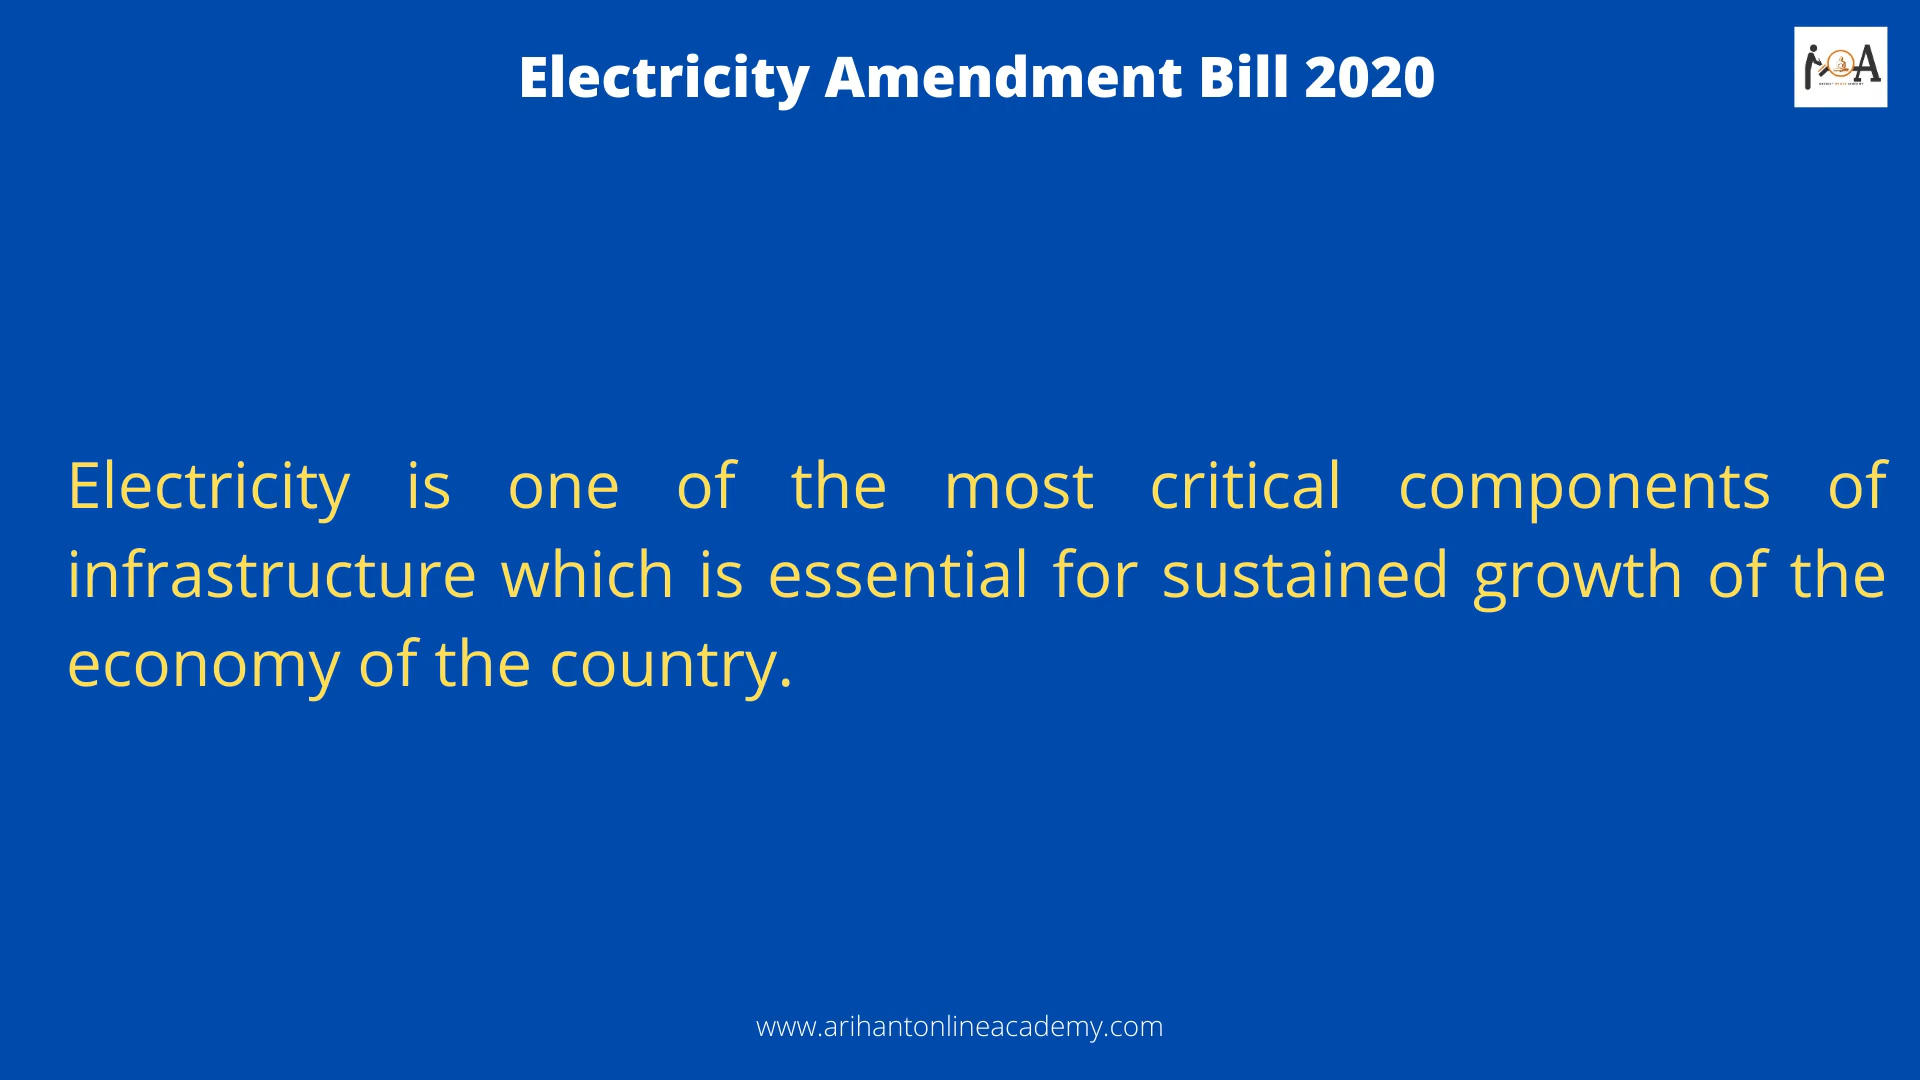 Electricity Amendment Bill 2020
Electricity is one of the most critical components of
infrastructure which is essential for sustained growth of the
economy of the country.
www.arihantonlineacademy.com